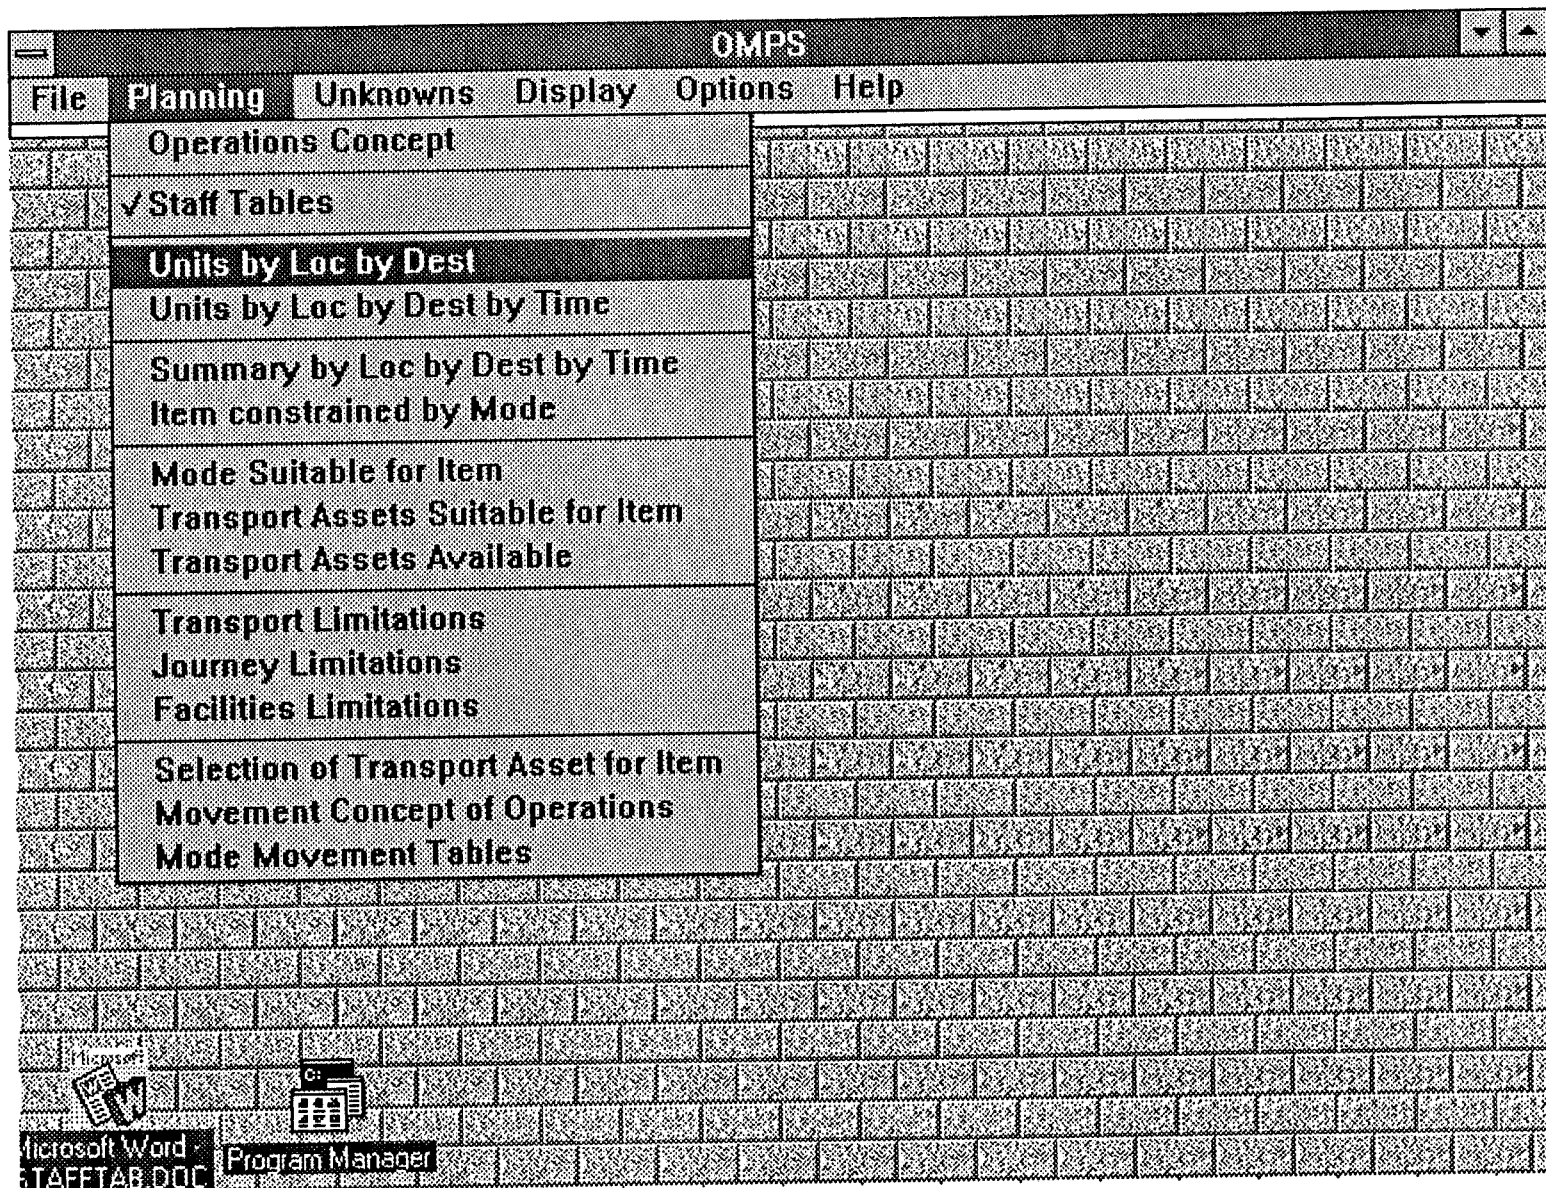 OMPS
File Planning Unknowns Display Options Help
Operations Concept
✓Staff Tables
Units by Loc by Dest
Units by Loc by Dest by Time
Summary by Loc by Dest by Time
Item constrained by Mode
Mode Suitable for Item
Transport Assets Suitable for Item
Transport Assets Available
Transport Limitations
Journey Limitations
Facilities Limitations
Selection of Transport Asset for Item
Movement Concept of Operations
Mode Movement Tables
Microsoft
W
C:
Microsoft Word
STAFFTAB.DOC
Program Manager